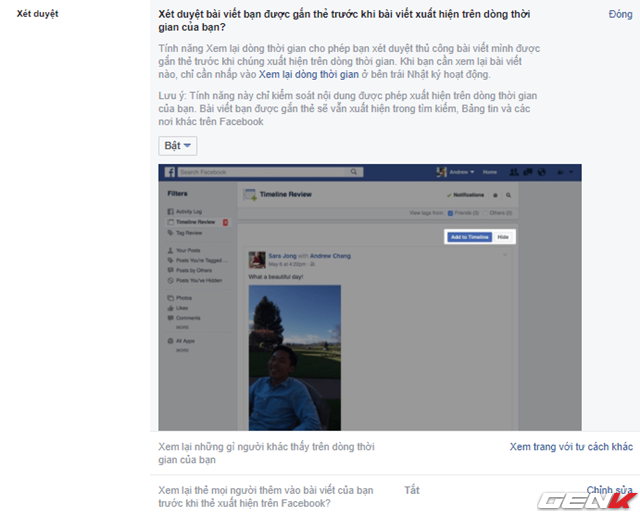 Xét duyệt
Xét duyệt bài viết bạn được gắn thẻ trước khi bài viết xuất hiện trên dòng thời
gian của bạn?
Đóng
Tính năng Xem lại dòng thời gian cho phép bạn xét duyệt thủ công bài viết mình được
gắn thẻ trước khi chúng xuất hiện trên dòng thời gian. Khi bạn cần xem lại bài viết
nào, chỉ cần nhấp vào Xem lại dòng thời gian ở bên trái Nhật ký hoạt động.
Lưu ý: Tính năng này chỉ kiểm soát nội dung được phép xuất hiện trên dòng thời gian
của bạn. Bài viết bạn được gắn thẻ sẽ vẫn xuất hiện trong tìm kiếm, Bảng tin và các
nơi khác trên Facebook
Bật
Search Facebook
Andrew
Home
Filters
Activity Log
Timeline Review
Tag Review
Your Posts
Posts You're Tagged...
Posts by Others
Posts You've Hidden
Photos
Likes
Comments
MORE
All Apps
MORE
Timeline Review
Notifications
View tags from: Friends (2) Others (0)
Add to Timeline Hide
Sara Jong with Andrew Chang
May 8 at 4:00pm
What a beautiful day!
Xem lại những gì người khác thấy trên dòng thời
gian của bạn
Xem trang với tư cách khác
Xem lại thẻ mọi người thêm vào bài viết của bạn
trước khi thẻ xuất hiện trên Facebook?
Tắt
Chỉnh sửa
GENK